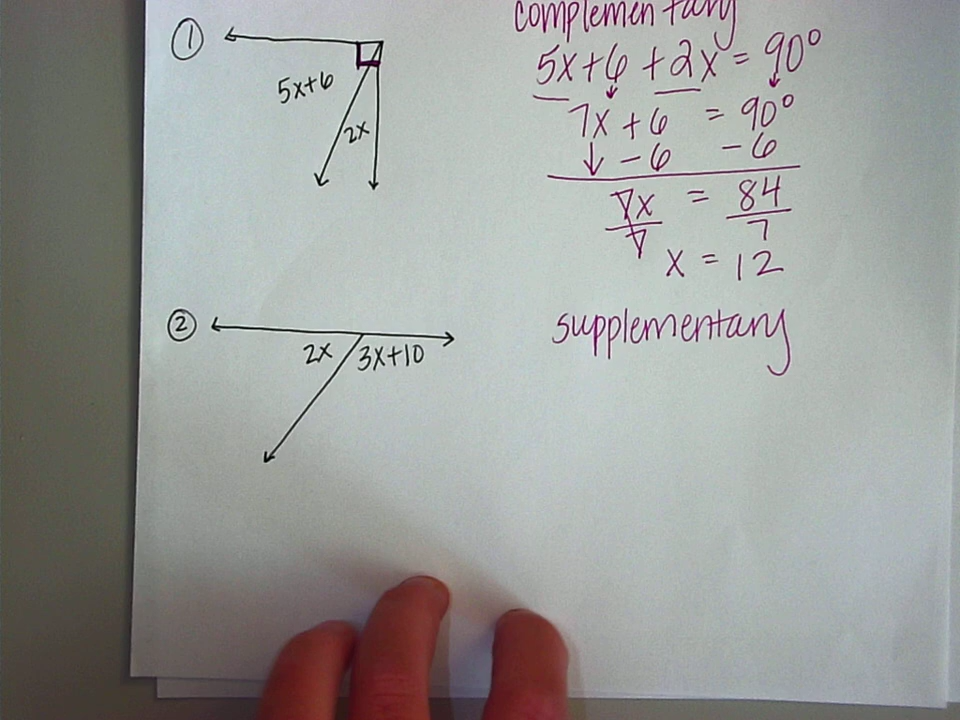 complementary
①
5x+6
2x
5x+6 +2x = 90°
7x +6 = 90°
-6 -6
7x = 84
7 7
x = 12
②
2x 3x+10
supplementary